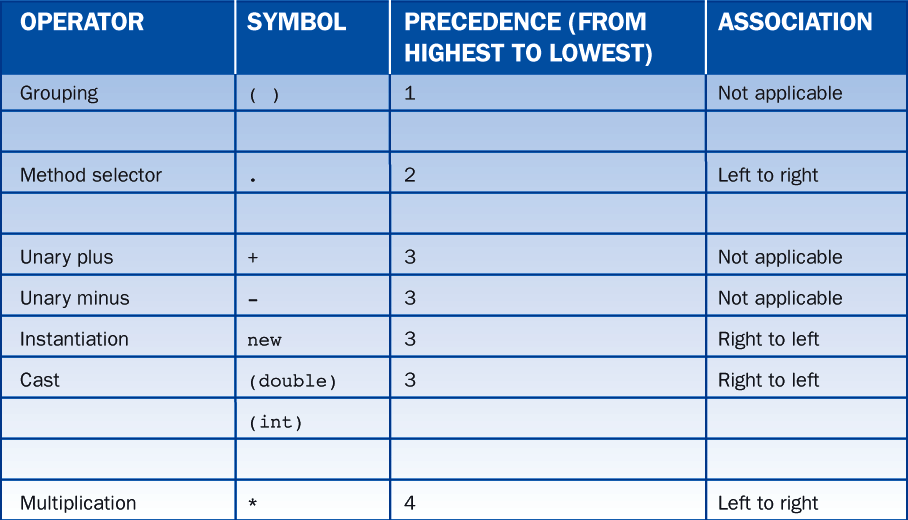 OPERATOR SYMBOL PRECEDENCE (FROM HIGHEST TO LOWEST) ASSOCIATION
Grouping ( ) 1 Not applicable
Method selector . 2 Left to right
Unary plus + 3 Not applicable
Unary minus – 3 Not applicable
Instantiation new 3 Right to left
Cast (double) 3 Right to left
(int)
Multiplication * 4 Left to right